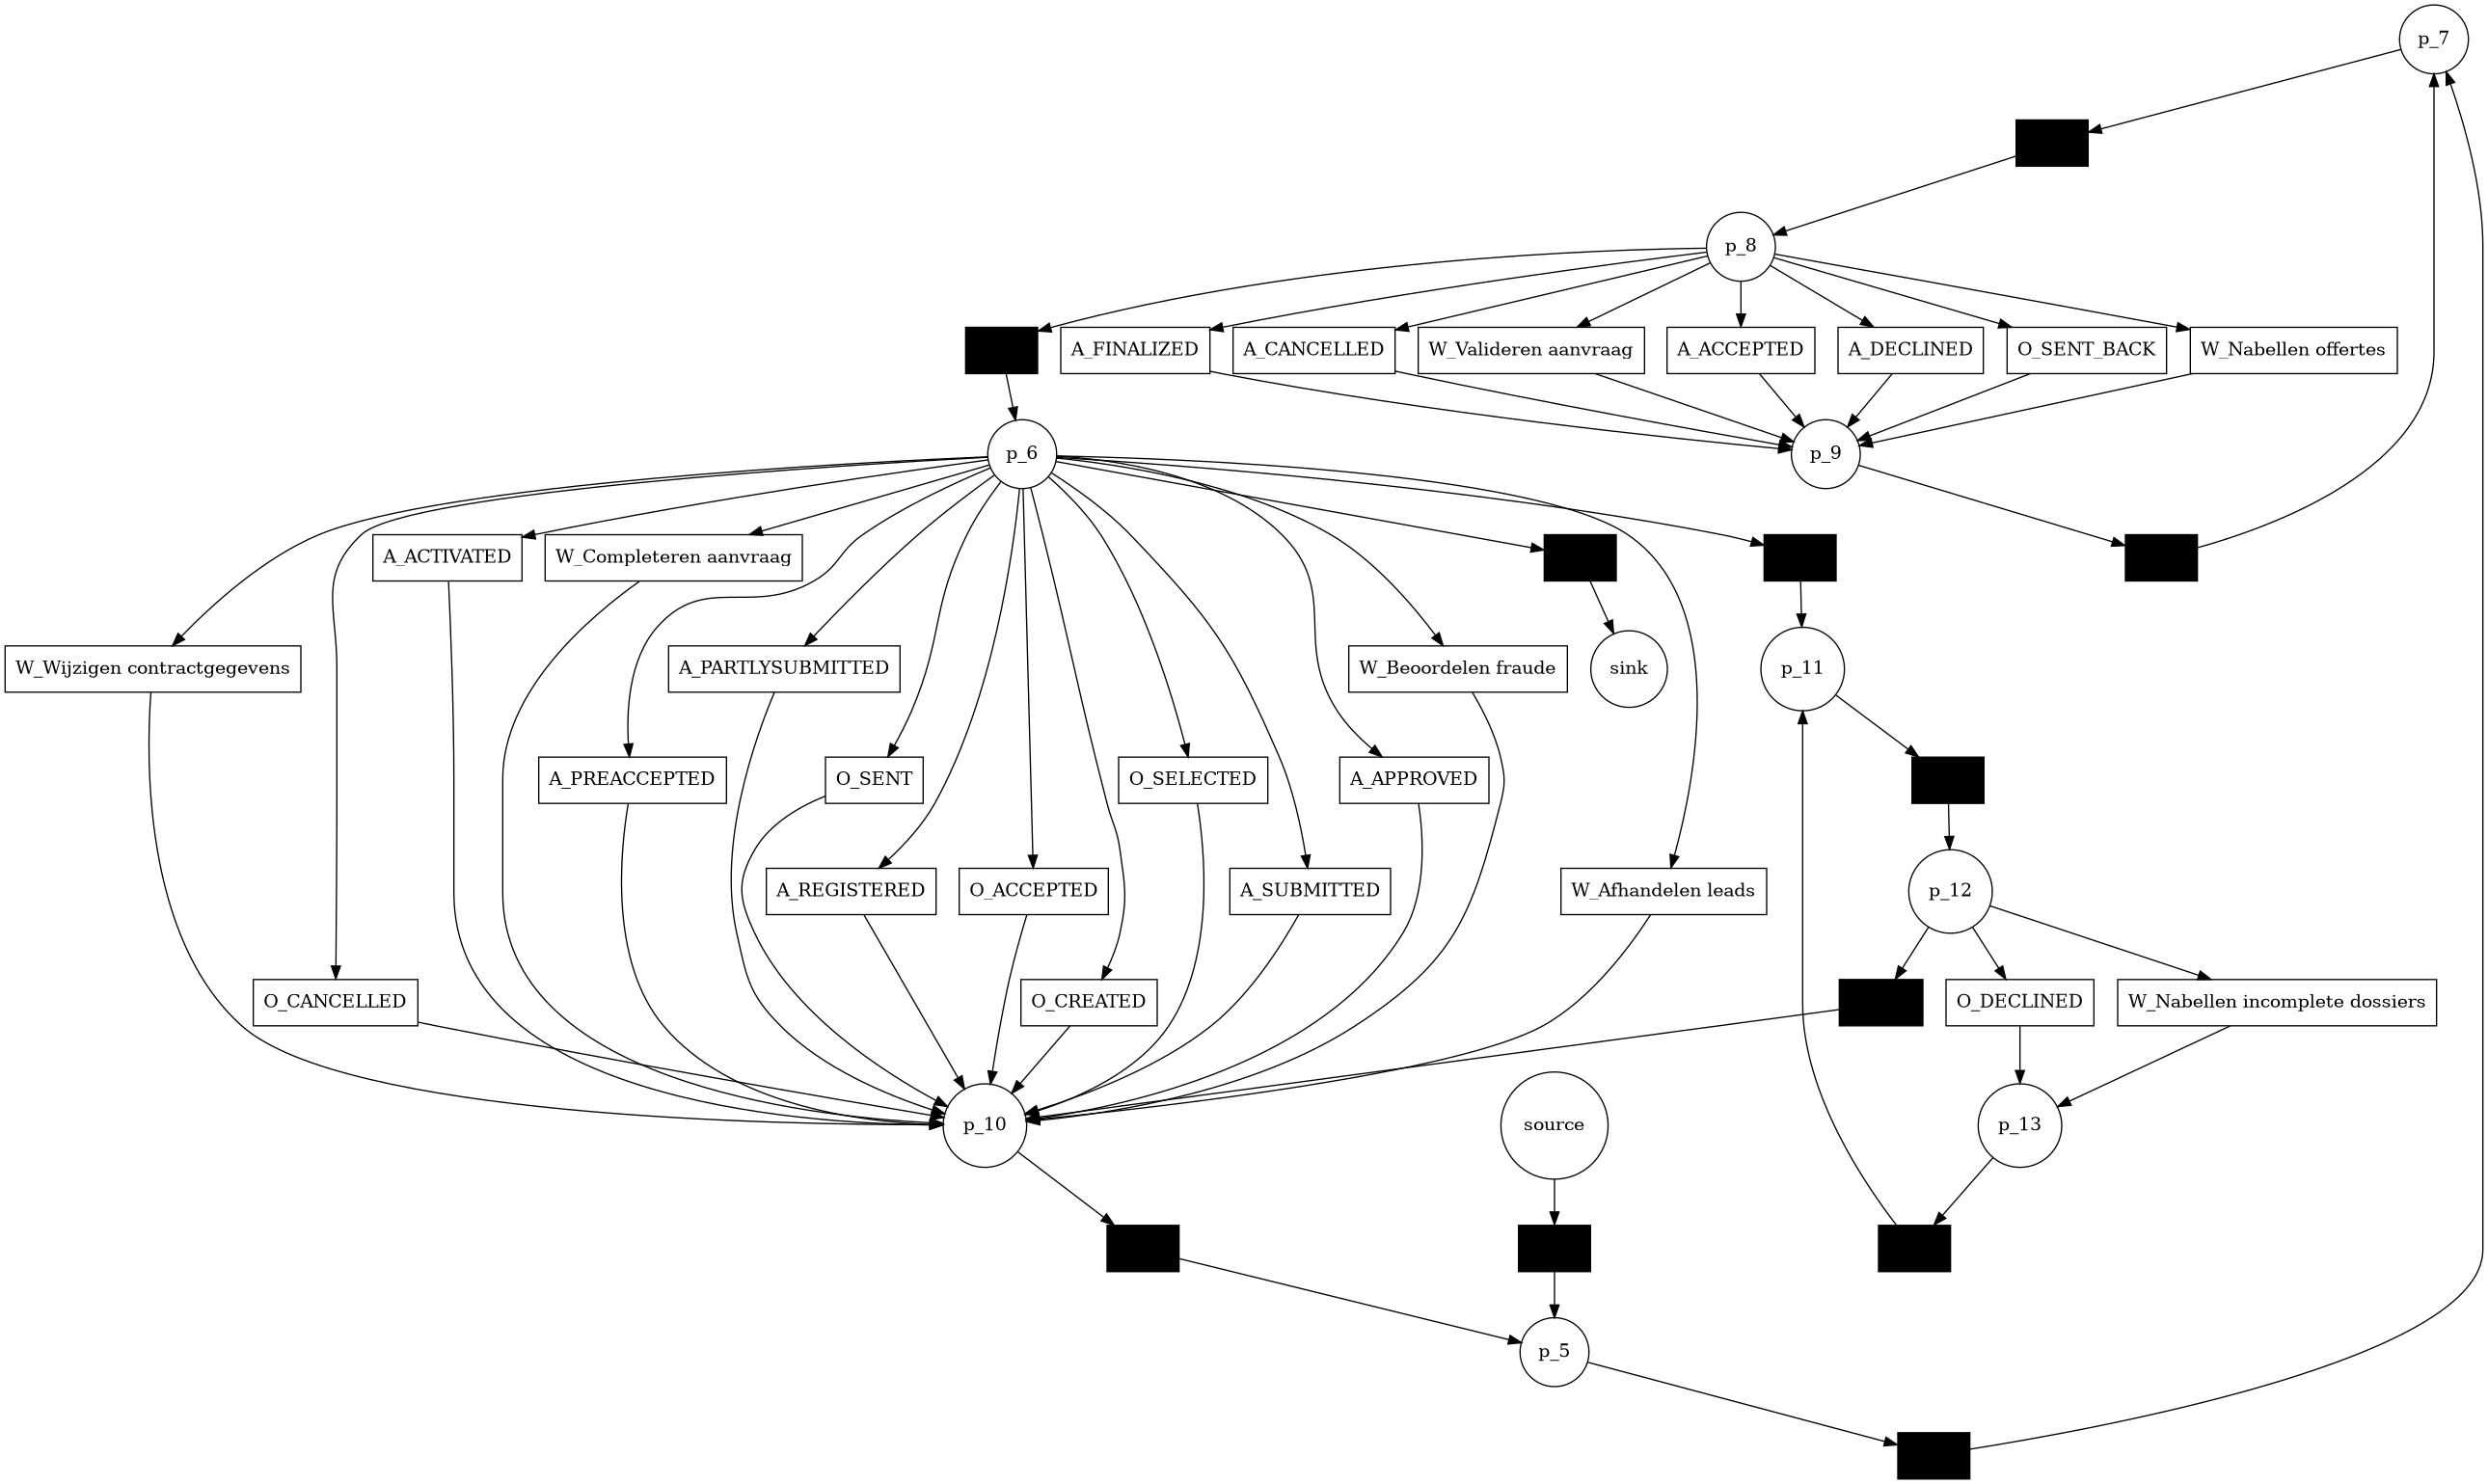 p_7
p_8
A_FINALIZED
A_CANCELLED
W_Valideren aanvraag
A_ACCEPTED
A_DECLINED
O_SENT_BACK
W_Nabellen offertes
p_6
p_9
A_ACTIVATED
W_Completeren aanvraag
W_Wijzigen contractgegevens
A_PARTLYSUBMITTED
W_Beoordelen fraude
sink
p_11
A_PREACCEPTED
O_SENT
O_SELECTED
A_APPROVED
A_REGISTERED
O_ACCEPTED
A_SUBMITTED
W_Afhandelen leads
p_12
O_CANCELLED
O_CREATED
O_DECLINED
W_Nabellen incomplete dossiers
p_10
source
p_13
p_5